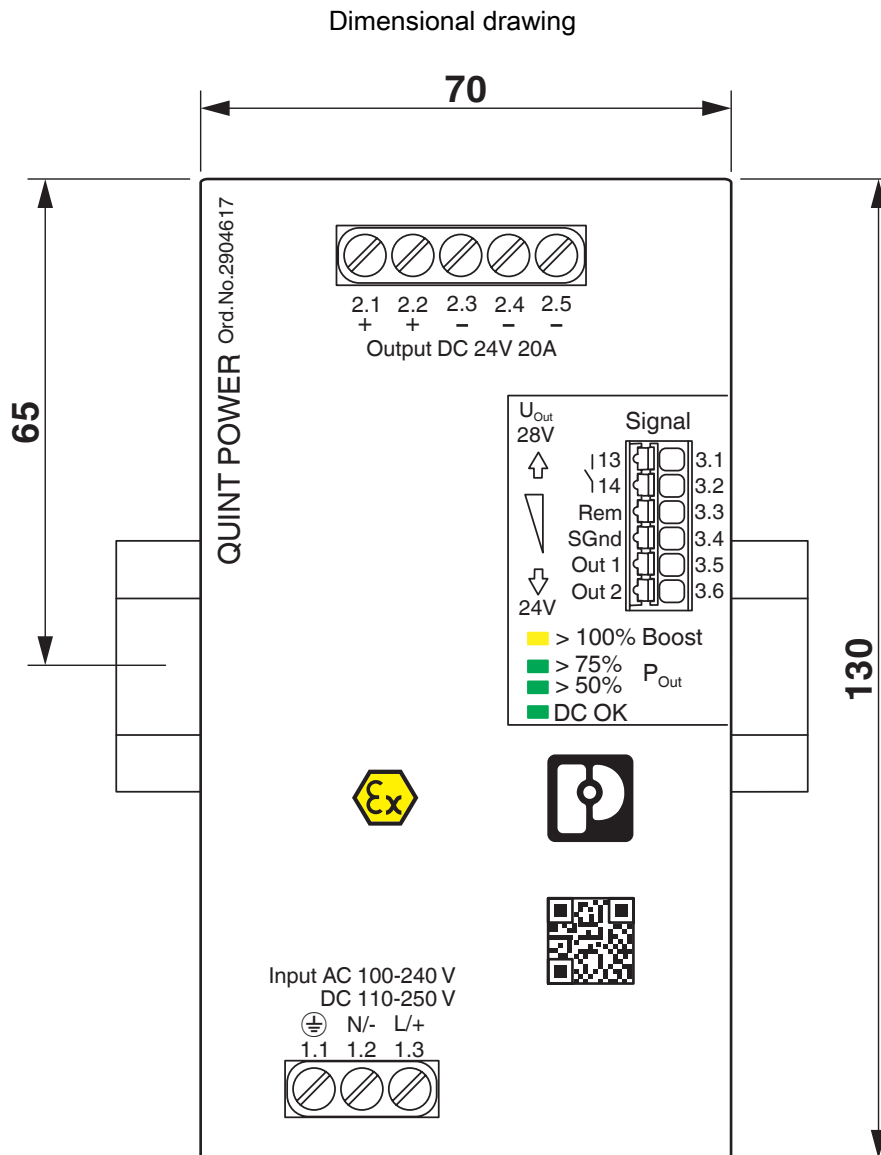 Dimensional drawing
70
65
130
QUINT POWER Ord.No.2904617
2.1 2.2 2.3 2.4 2.5
+ + – – –
Output DC 24V 20A
UOut
28V
24V
Signal
13 3.1
14 3.2
Rem 3.3
SGnd 3.4
Out 1 3.5
Out 2 3.6
> 100% Boost
> 75%
> 50%
POut
DC OK
Ex
Input AC 100-240 V
DC 110-250 V
N/- L/+
1.1 1.2 1.3